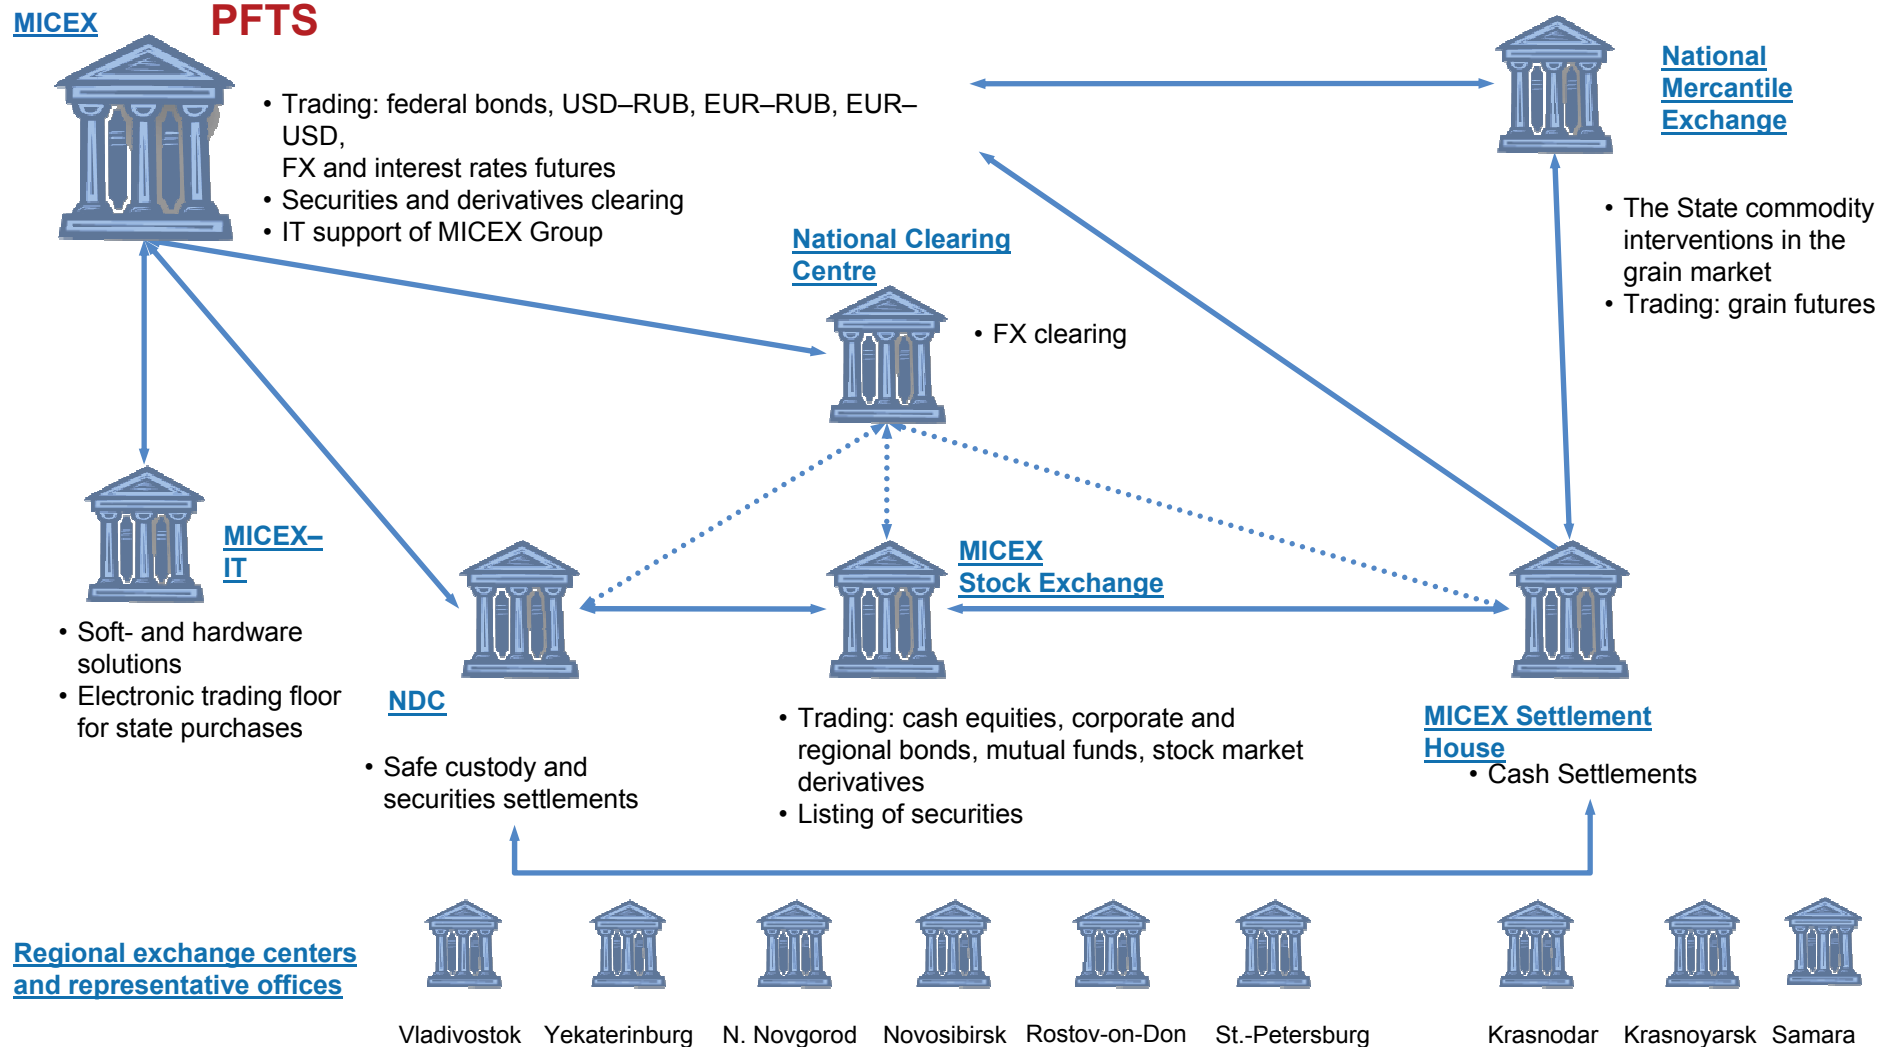 MICEX
PFTS
• Trading: federal bonds, USD–RUB, EUR–RUB, EUR–
USD,
FX and interest rates futures
• Securities and derivatives clearing
• IT support of MICEX Group
National
Mercantile
Exchange
• The State commodity
interventions in the
grain market
• Trading: grain futures
National Clearing
Centre
• FX clearing
MICEX–
IT
• Soft- and hardware
solutions
• Electronic trading floor
for state purchases
NDC
• Safe custody and
securities settlements
MICEX
Stock Exchange
• Trading: cash equities, corporate and
regional bonds, mutual funds, stock market
derivatives
• Listing of securities
MICEX Settlement
House
• Cash Settlements
Regional exchange centers
and representative offices
Vladivostok Yekaterinburg N. Novgorod Novosibirsk Rostov-on-Don St.-Petersburg Krasnodar Krasnoyarsk Samara